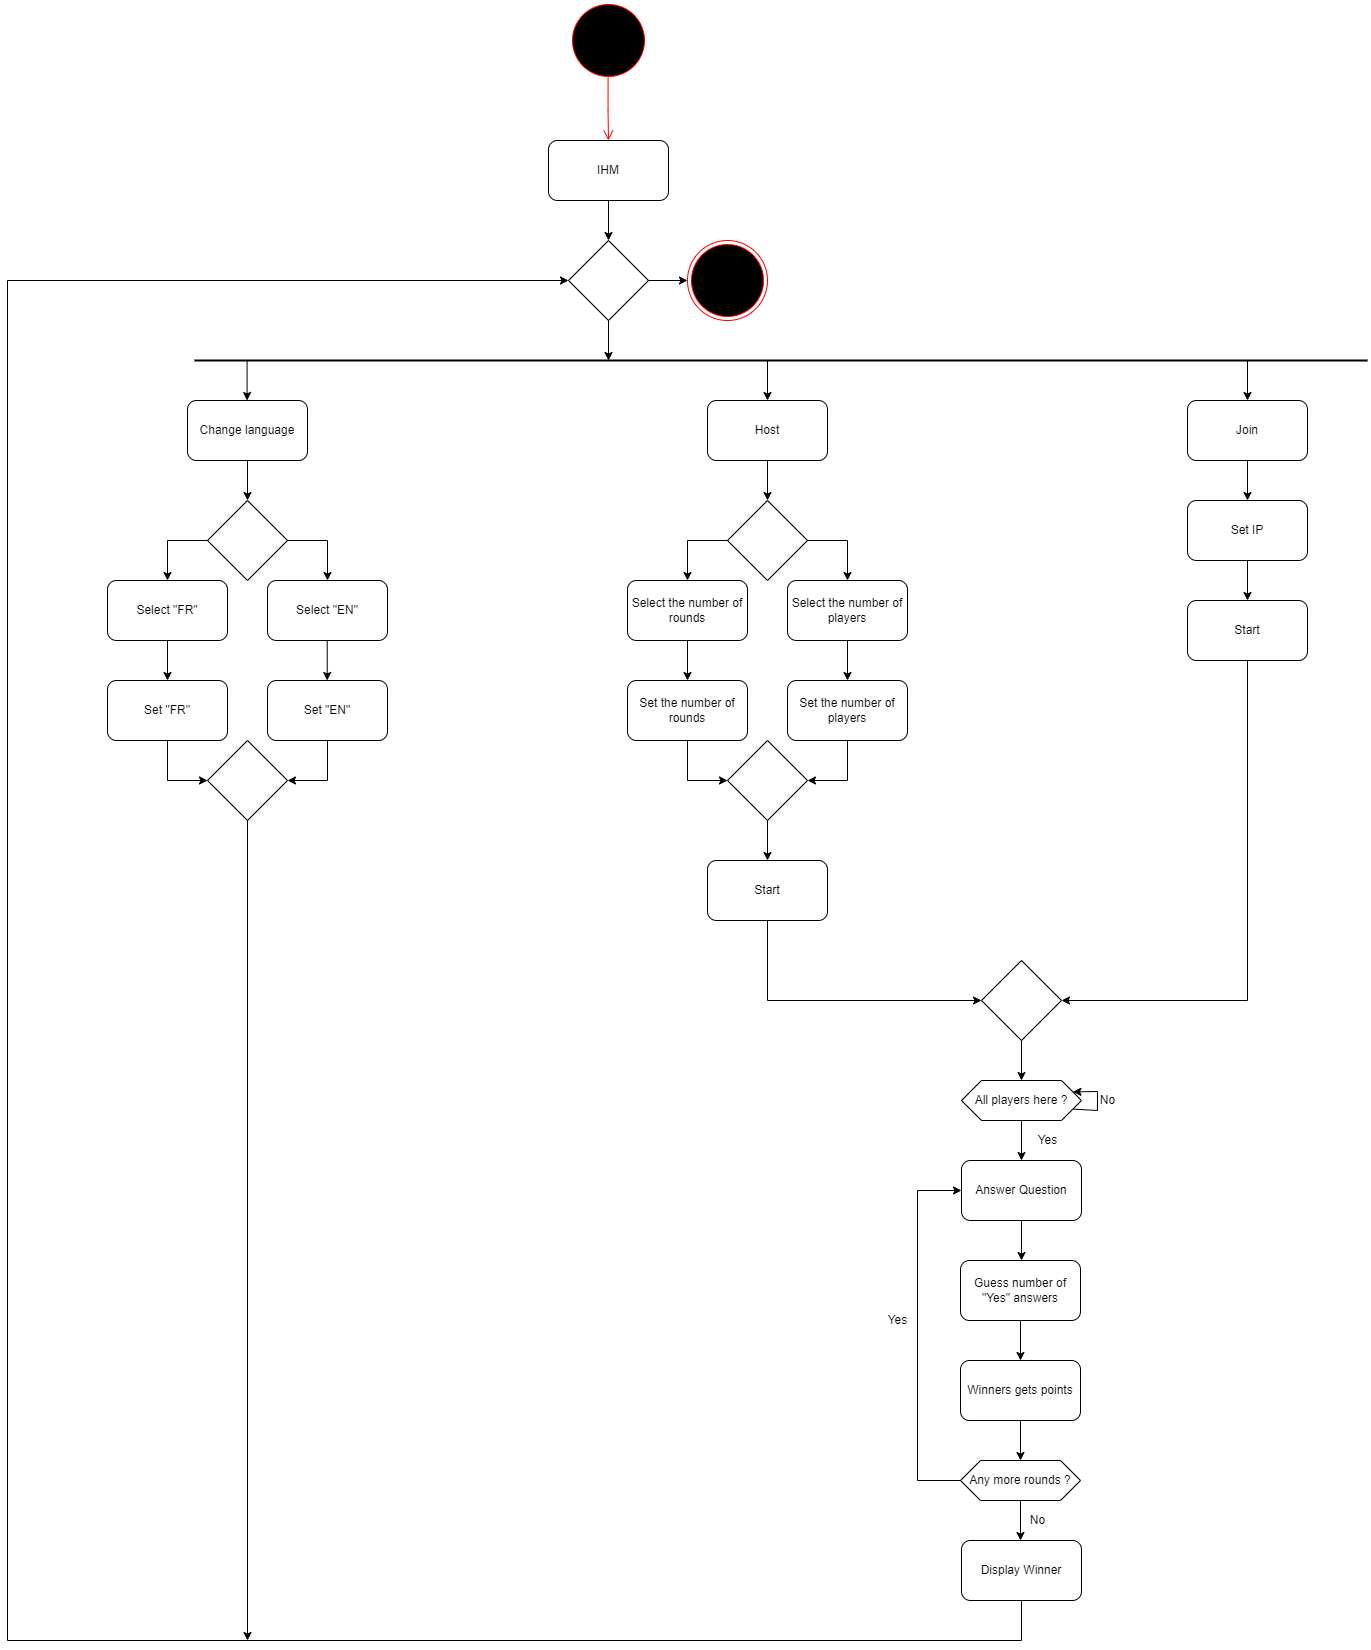 IHM
Change language
Host
Join
Set IP
Select "FR"
Select "EN"
Select the number of
rounds
Select the number of
players
Start
Set "FR"
Set "EN"
Set the number of
rounds
Set the number of
players
Start
All players here ?
No
Yes
Answer Question
Guess number of
"Yes" answers
Yes
Winners gets points
Any more rounds ?
No
Display Winner